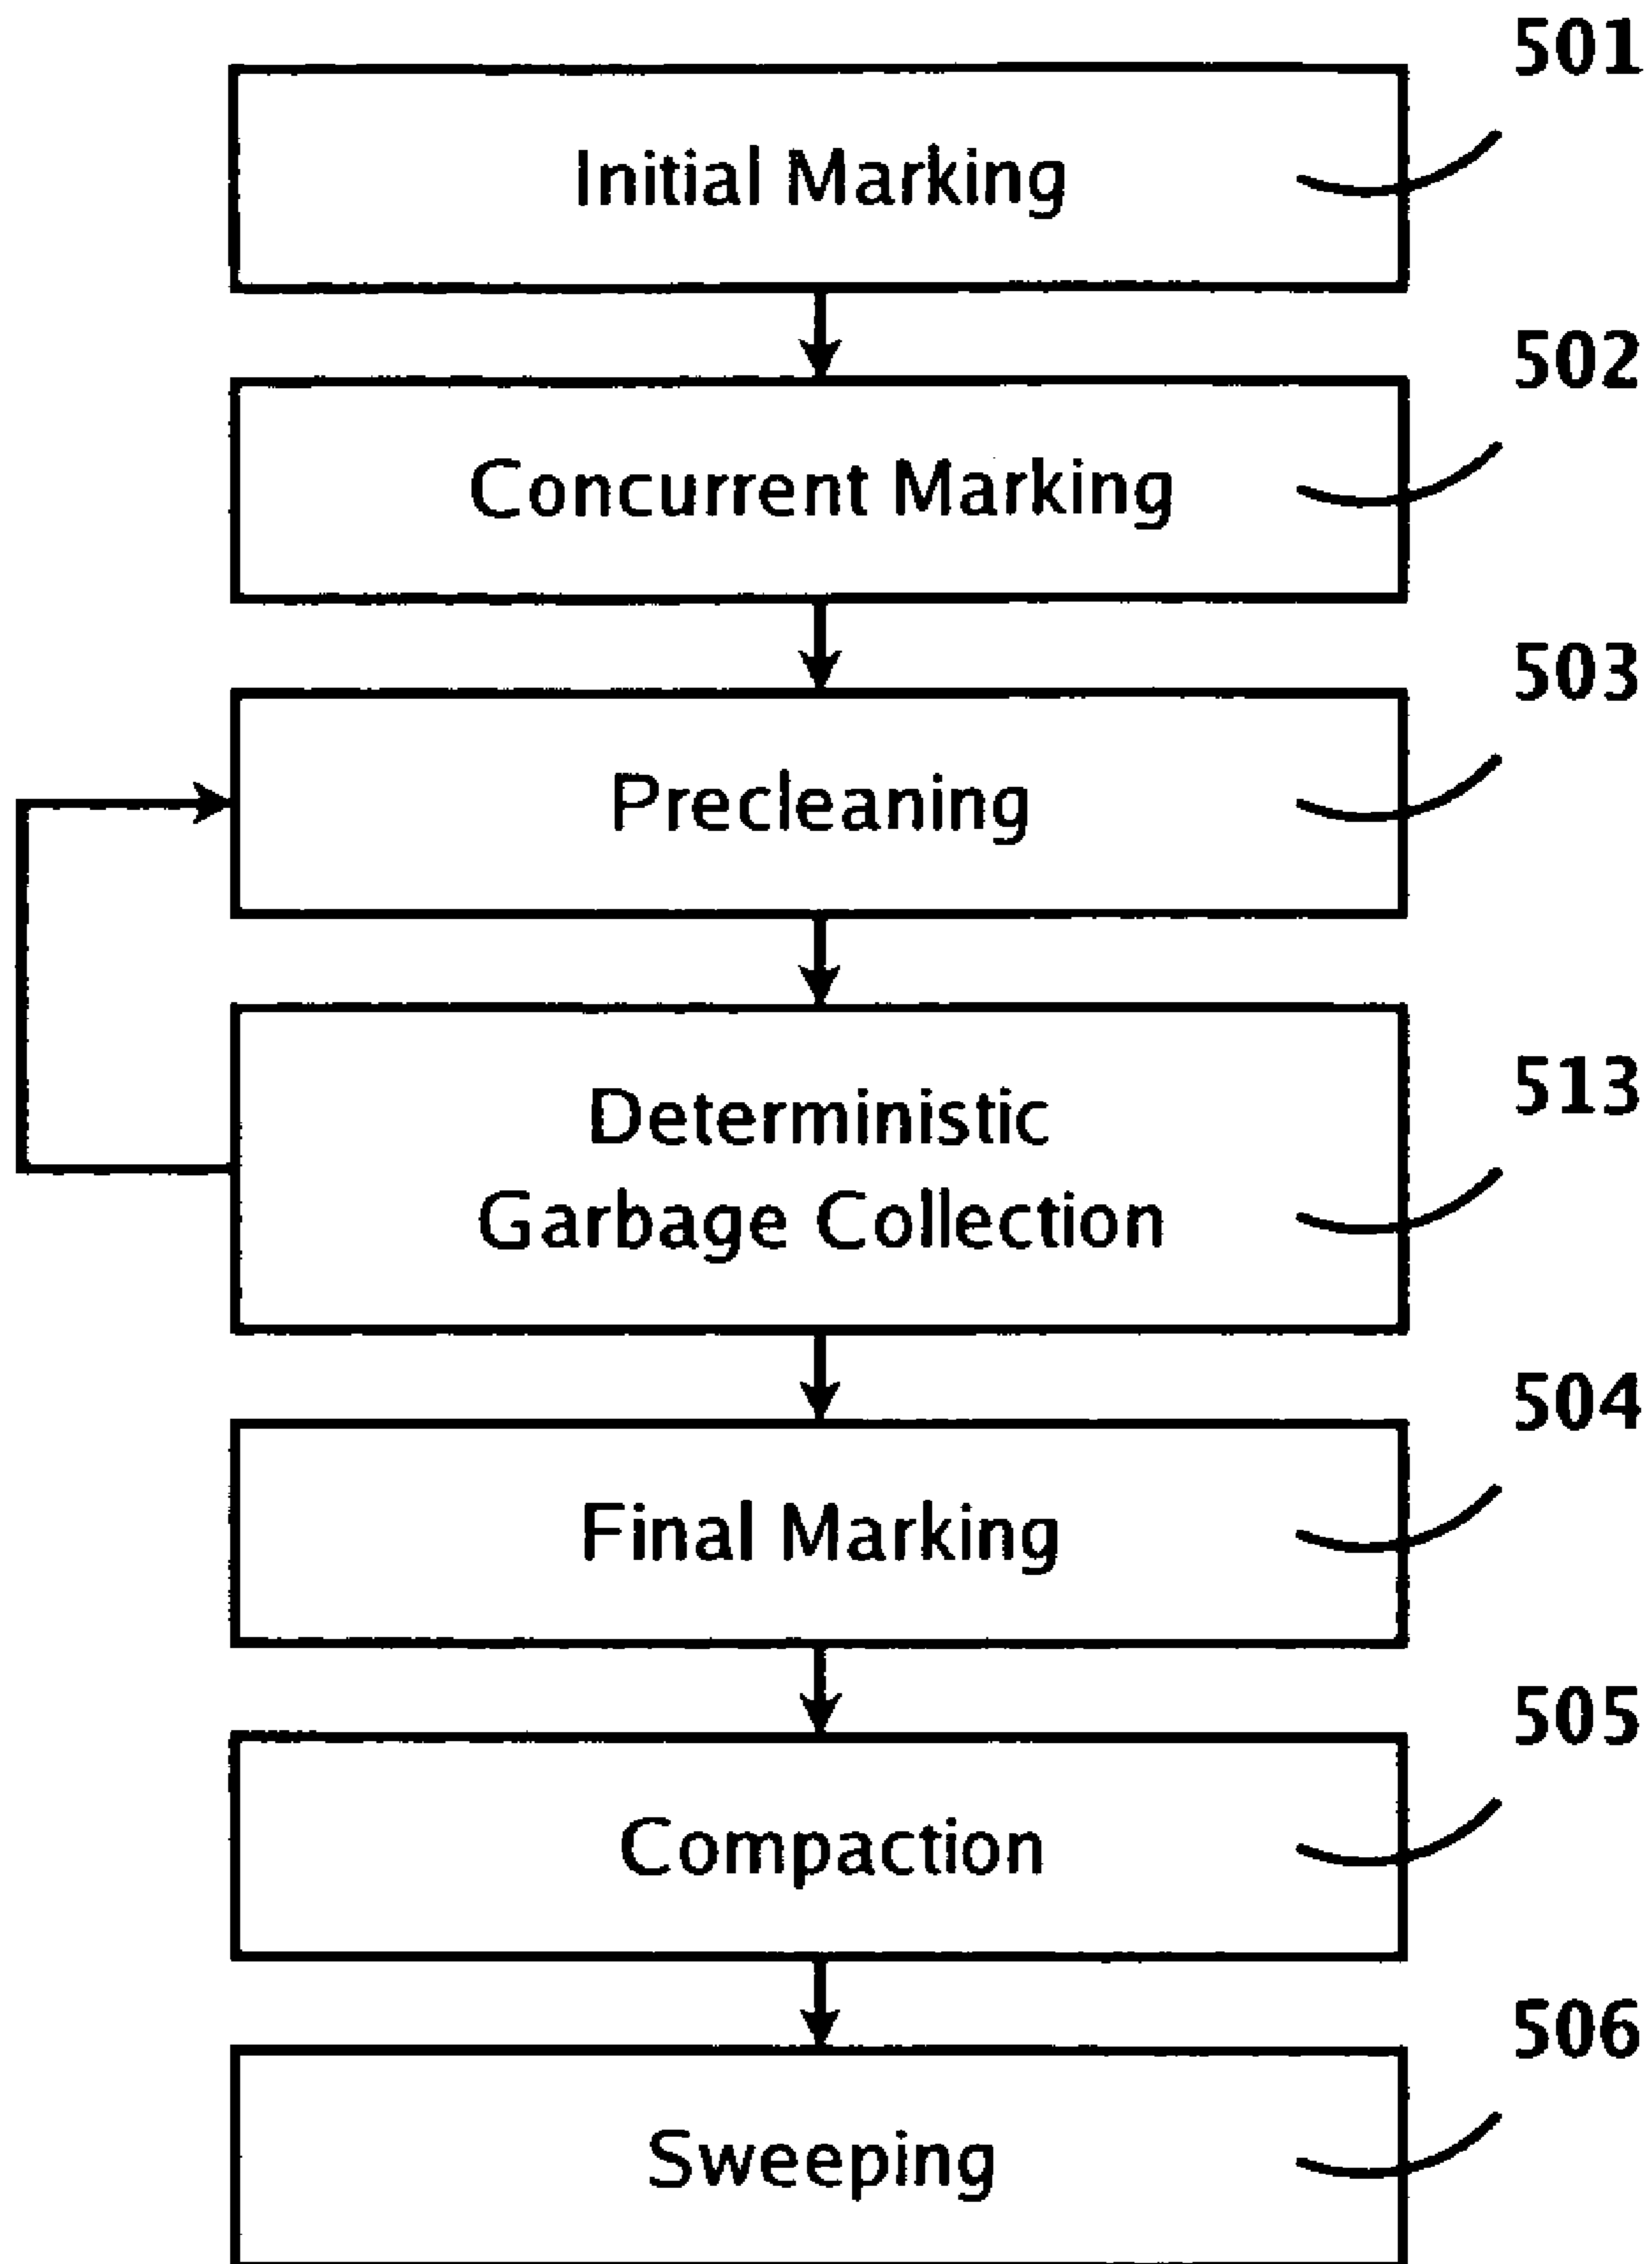 501
Initial Marking
502
Concurrent Marking
503
Precleaning
513
Deterministic
Garbage Collection
504
Final Marking
505
Compaction
506
Sweeping